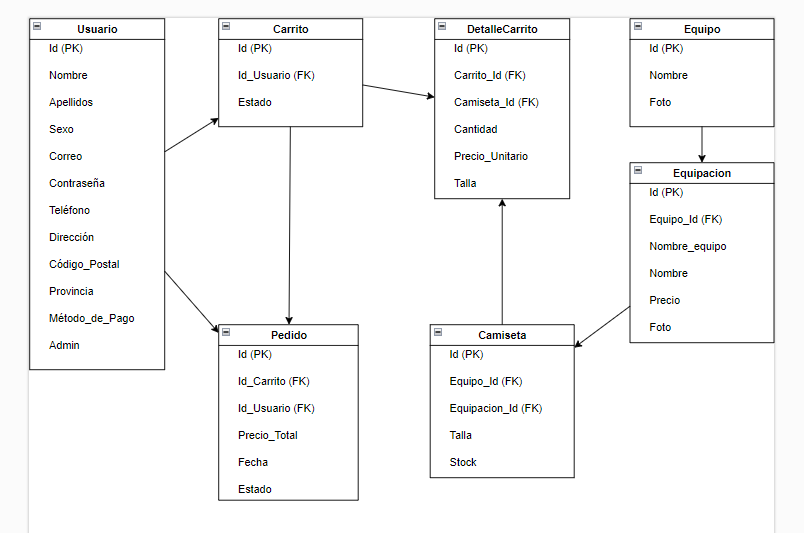 Usuario
Id (PK)
Nombre
Apellidos
Sexo
Correo
Contraseña
Teléfono
Dirección
Código_Postal
Provincia
Método_de_Pago
Admin
Carrito
Id (PK)
Id_Usuario (FK)
Estado
DetalleCarrito
Id (PK)
Carrito_Id (FK)
Camiseta_Id (FK)
Cantidad
Precio_Unitario
Talla
Equipo
Id (PK)
Nombre
Foto
Equipacion
Id (PK)
Equipo_Id (FK)
Nombre_equipo
Nombre
Precio
Foto
Pedido
Id (PK)
Id_Carrito (FK)
Id_Usuario (FK)
Precio_Total
Fecha
Estado
Camiseta
Id (PK)
Equipo_Id (FK)
Equipacion_Id (FK)
Talla
Stock